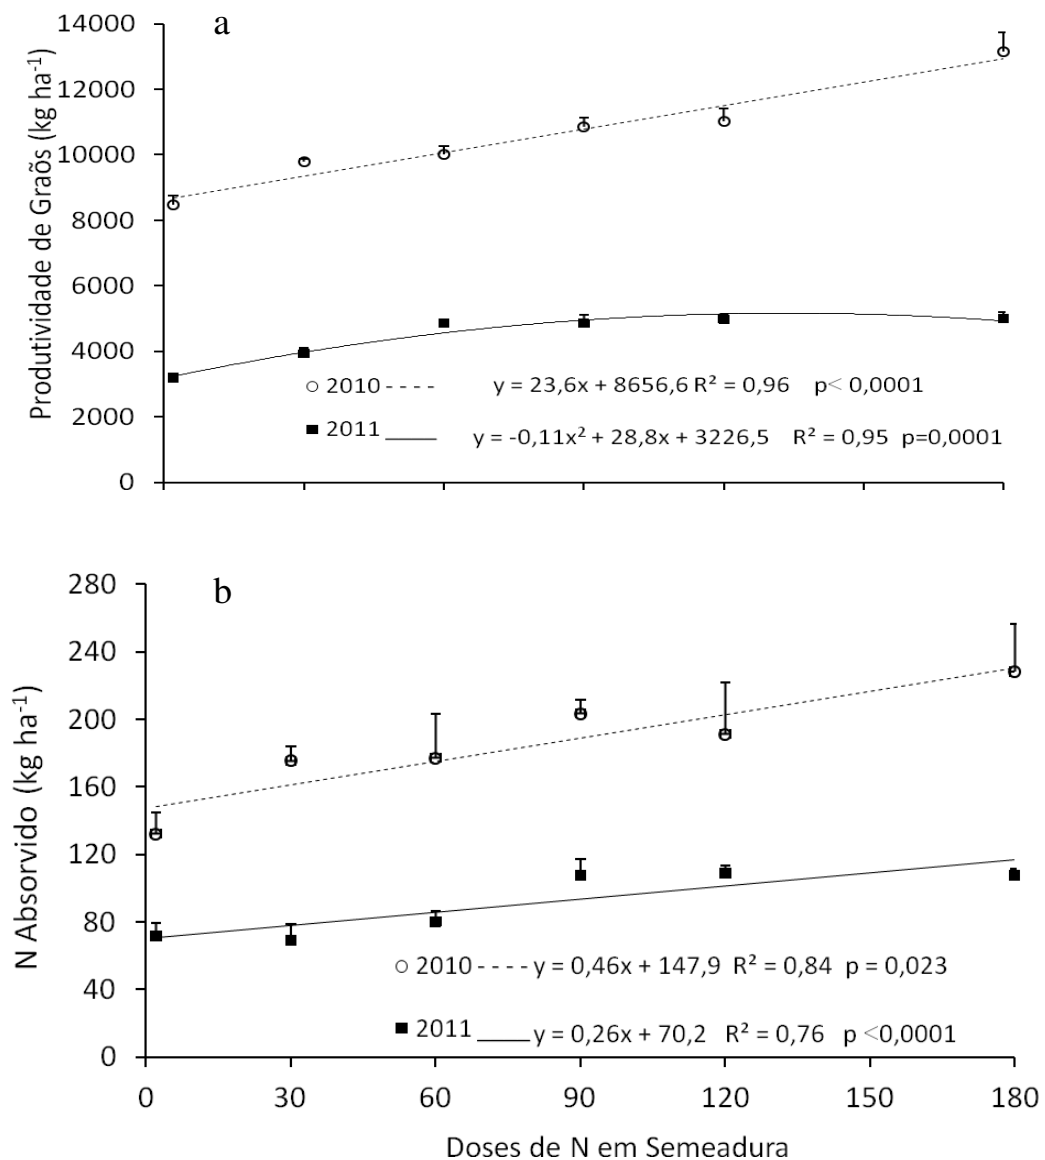 a
Produtividade de Graõs (kg ha⁻¹)
14000
12000
10000
8000
6000
4000
2000
0
2010 y = 23,6x + 8656,6 R² = 0,96 p< 0,0001
2011 y = -0,11x² + 28,8x + 3226,5 R² = 0,95 p=0,0001
b
N Absorvido (kg ha⁻¹)
280
240
200
160
120
80
40
0
2010 y = 0,46x + 147,9 R² = 0,84 p = 0,023
2011 y = 0,26x + 70,2 R² = 0,76 p <0,0001
0 30 60 90 120 150 180
Doses de N em Semeadura